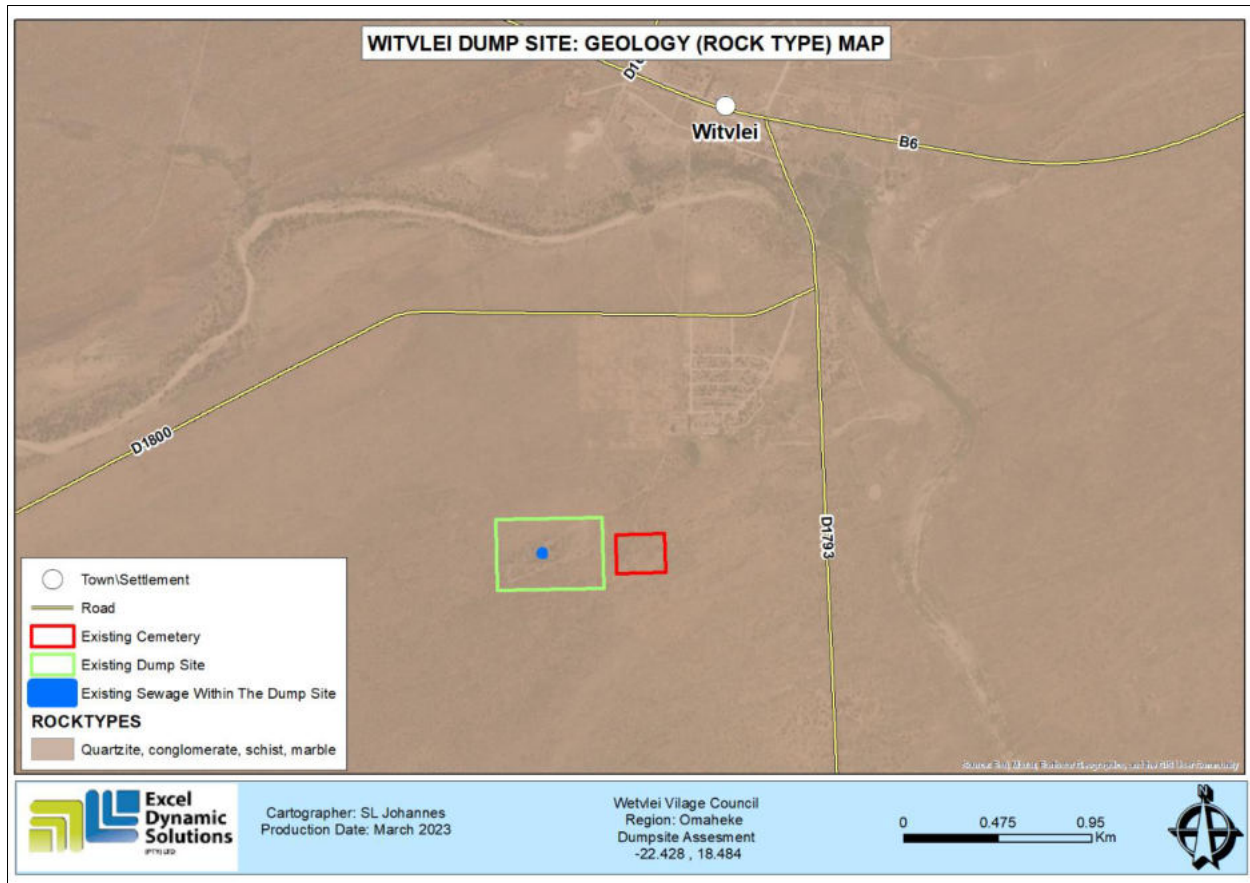 WITVLEI DUMP SITE: GEOLOGY (ROCK TYPE) MAP
Witvlei
B6
D1800
D1793
Town\Settlement
Road
Existing Cemetery
Existing Dump Site
Existing Sewage Within The Dump Site
ROCKTYPES
Quartzite, conglomerate, schist, marble
Excel
Dynamic
Solutions
(PTY) LTD
Cartographer: SL Johannes
Production Date: March 2023
Wetvlei Vilage Council
Region: Omaheke
Dumpsite Assesment
-22.428 , 18.484
0 0.475 0.95
Km
N